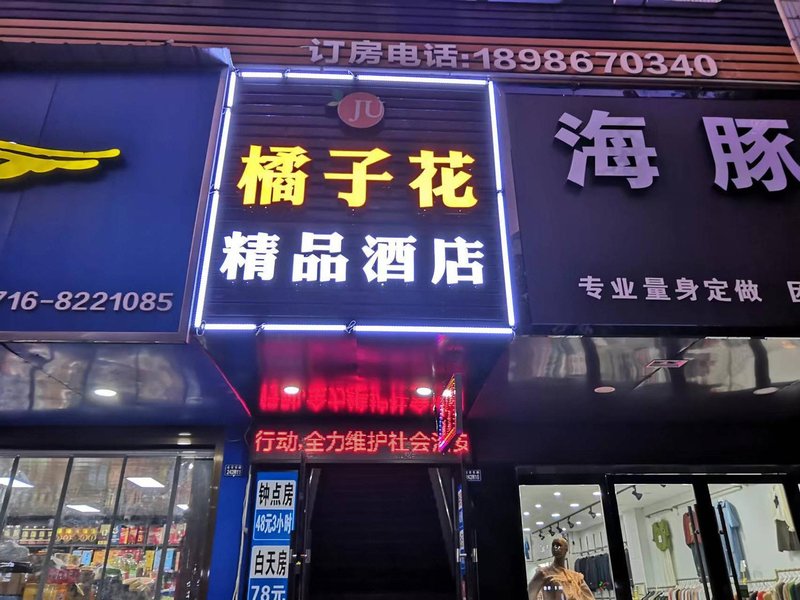 订房电话:18986670340
JU
橘子花
精品酒店
海豚
专业量身定做
716-8221085
行动,全力维护社会治安
钟点房
48元3小时
白天房
78元